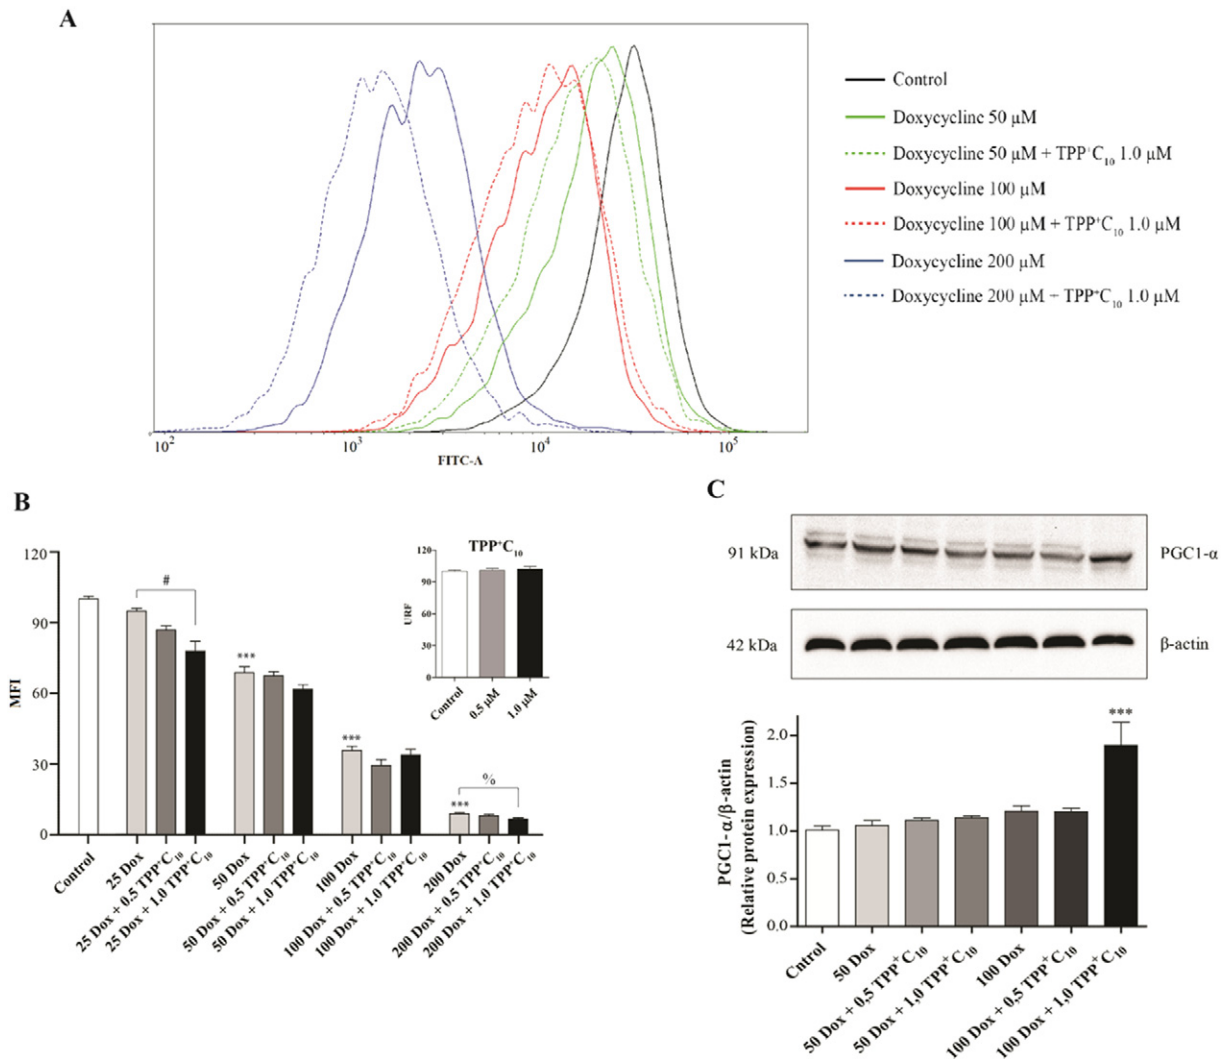 A
Control
Doxycycline 50 µM
Doxycycline 50 µM + TPP⁺C₁₀ 1.0 µM
Doxycycline 100 µM
Doxycycline 100 µM + TPP⁺C₁₀ 1.0 µM
Doxycycline 200 µM
Doxycycline 200 µM + TPP⁺C₁₀ 1.0 µM
10² 10³ 10⁴ 10⁵
FITC-A
B
MFI
120
90
60
30
0
#
***
***
***
%
Control
25 Dox
25 Dox + 0.5 TPP⁺C₁₀
25 Dox + 1.0 TPP⁺C₁₀
50 Dox
50 Dox + 0.5 TPP⁺C₁₀
50 Dox + 1.0 TPP⁺C₁₀
100 Dox
100 Dox + 0.5 TPP⁺C₁₀
100 Dox + 1.0 TPP⁺C₁₀
200 Dox
200 Dox + 0.5 TPP⁺C₁₀
200 Dox + 1.0 TPP⁺C₁₀
TPP⁺C₁₀
URF
120
90
60
30
0
Control
0.5 µM
1.0 µM
C
91 kDa
PGC1-α
42 kDa
β-actin
PGC1-α/β-actin
(Relative protein expression)
2.0
1.5
1.0
0.5
0.0
***
Cntrol
50 Dox
50 Dox + 0,5 TPP⁺C₁₀
50 Dox + 1,0 TPP⁺C₁₀
100 Dox
100 Dox + 0,5 TPP⁺C₁₀
100 Dox + 1,0 TPP⁺C₁₀